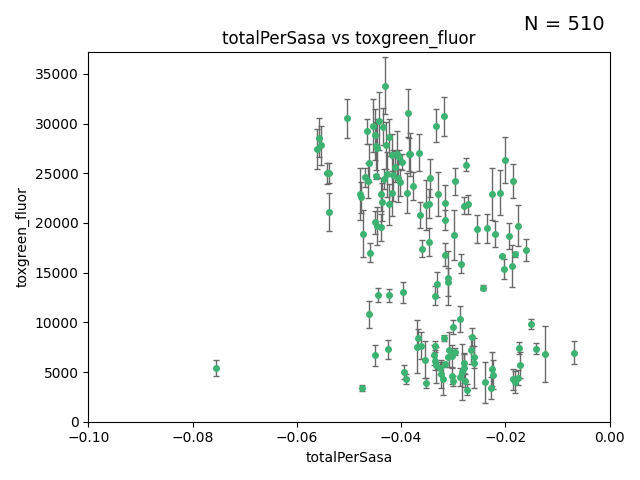 N = 510
totalPerSasa vs toxgreen_fluor
toxgreen_fluor
35000
30000
25000
20000
15000
10000
5000
0
−0.10 −0.08 −0.06 −0.04 −0.02 0.00
totalPerSasa